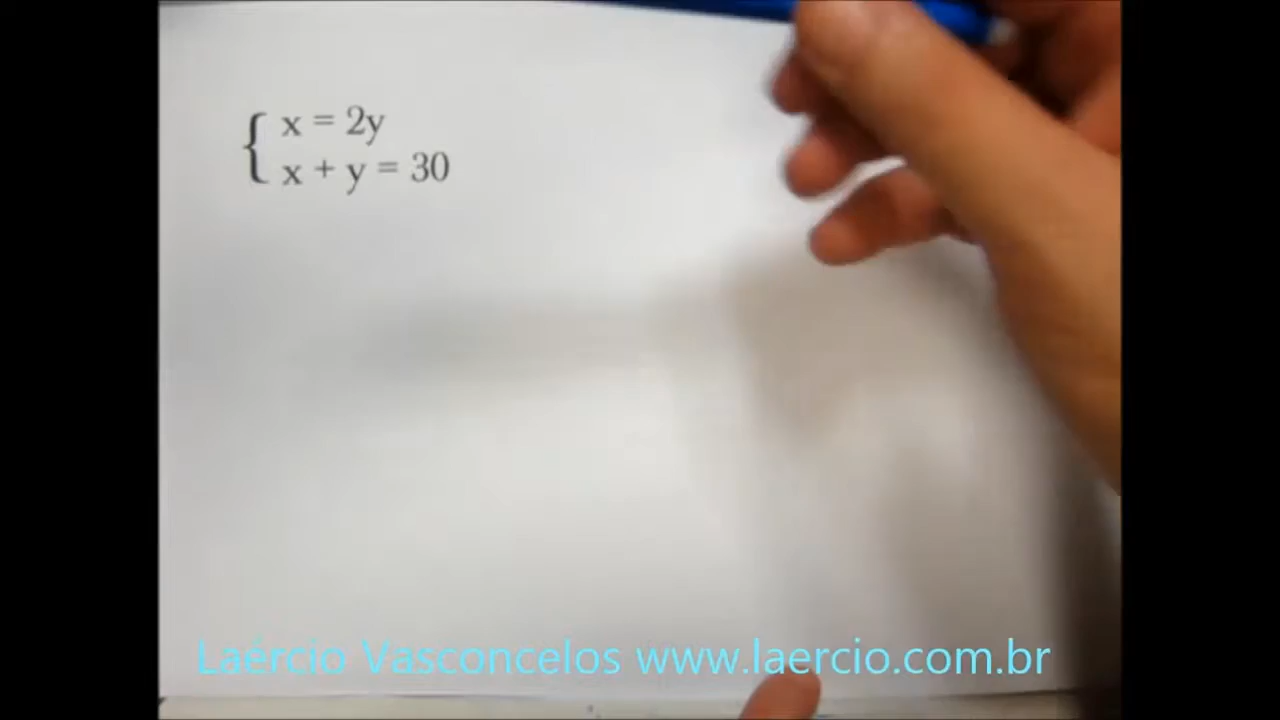 x = 2y
x + y = 30
Laércio Vasconcelos www.laercio.com.br